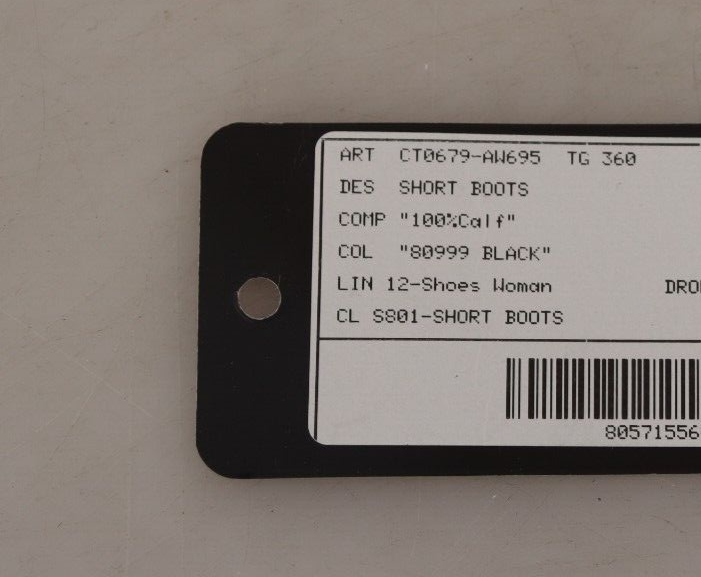 ART CT0679-AW695 TG 360
DES SHORT BOOTS
COMP "100%Calf"
COL "80999 BLACK"
LIN 12-Shoes Woman
CL S801-SHORT BOOTS
80571556